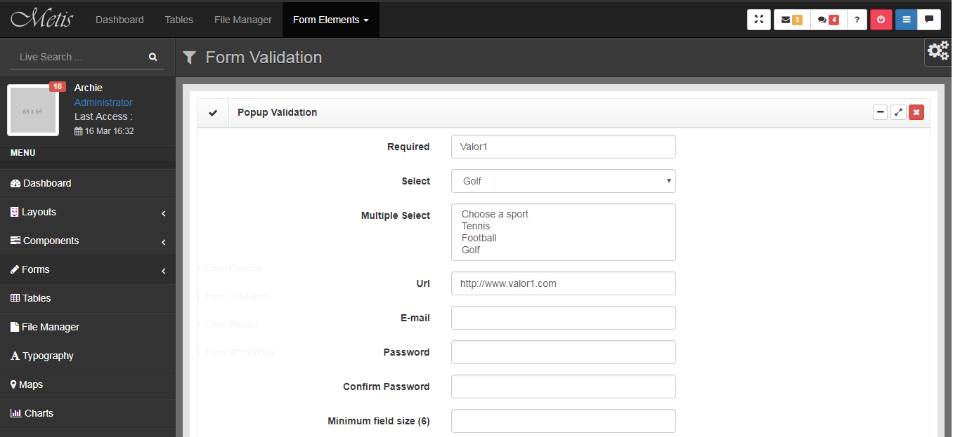 Metis Dashboard Tables File Manager Form Elements
5 4 ?
Live Search ...
Form Validation
16
Archie
Administrator
Last Access :
16 Mar 16:32
64 x 64
MENU
Dashboard
Layouts
Components
Forms
Tables
File Manager
Typography
Maps
Charts
Popup Validation
Required Valor1
Select Golf
Multiple Select
Choose a sport
Tennis
Football
Golf
Form General
Url http://www.valor1.com
Form Validation
E-mail
Form Wizard
Password
Form WYSIWYG
Confirm Password
Minimum field size (6)